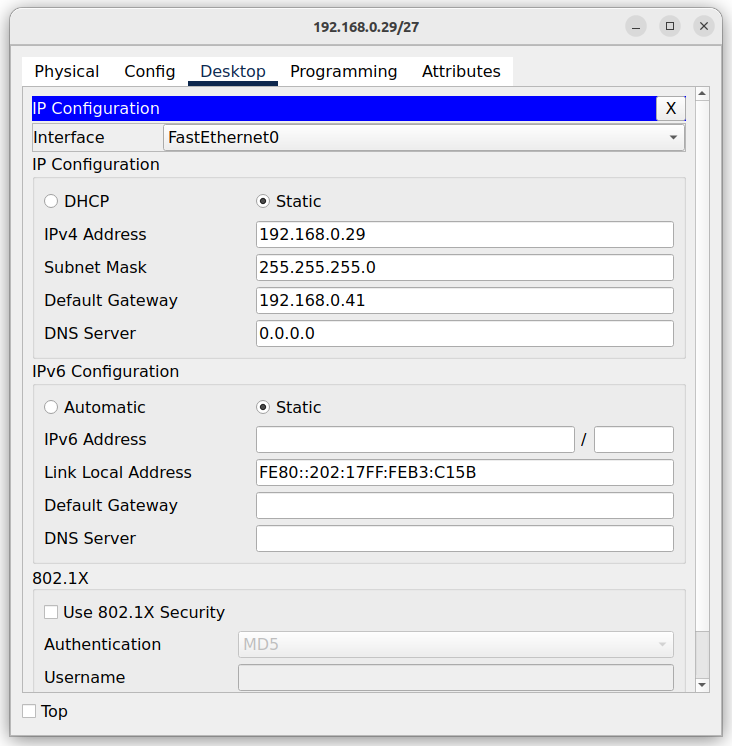 192.168.0.29/27
Physical Config Desktop Programming Attributes
IP Configuration X
Interface FastEthernet0
IP Configuration
DHCP Static
IPv4 Address 192.168.0.29
Subnet Mask 255.255.255.0
Default Gateway 192.168.0.41
DNS Server 0.0.0.0
IPv6 Configuration
Automatic Static
IPv6 Address /
Link Local Address FE80::202:17FF:FEB3:C15B
Default Gateway
DNS Server
802.1X
Use 802.1X Security
Authentication MD5
Username
Top